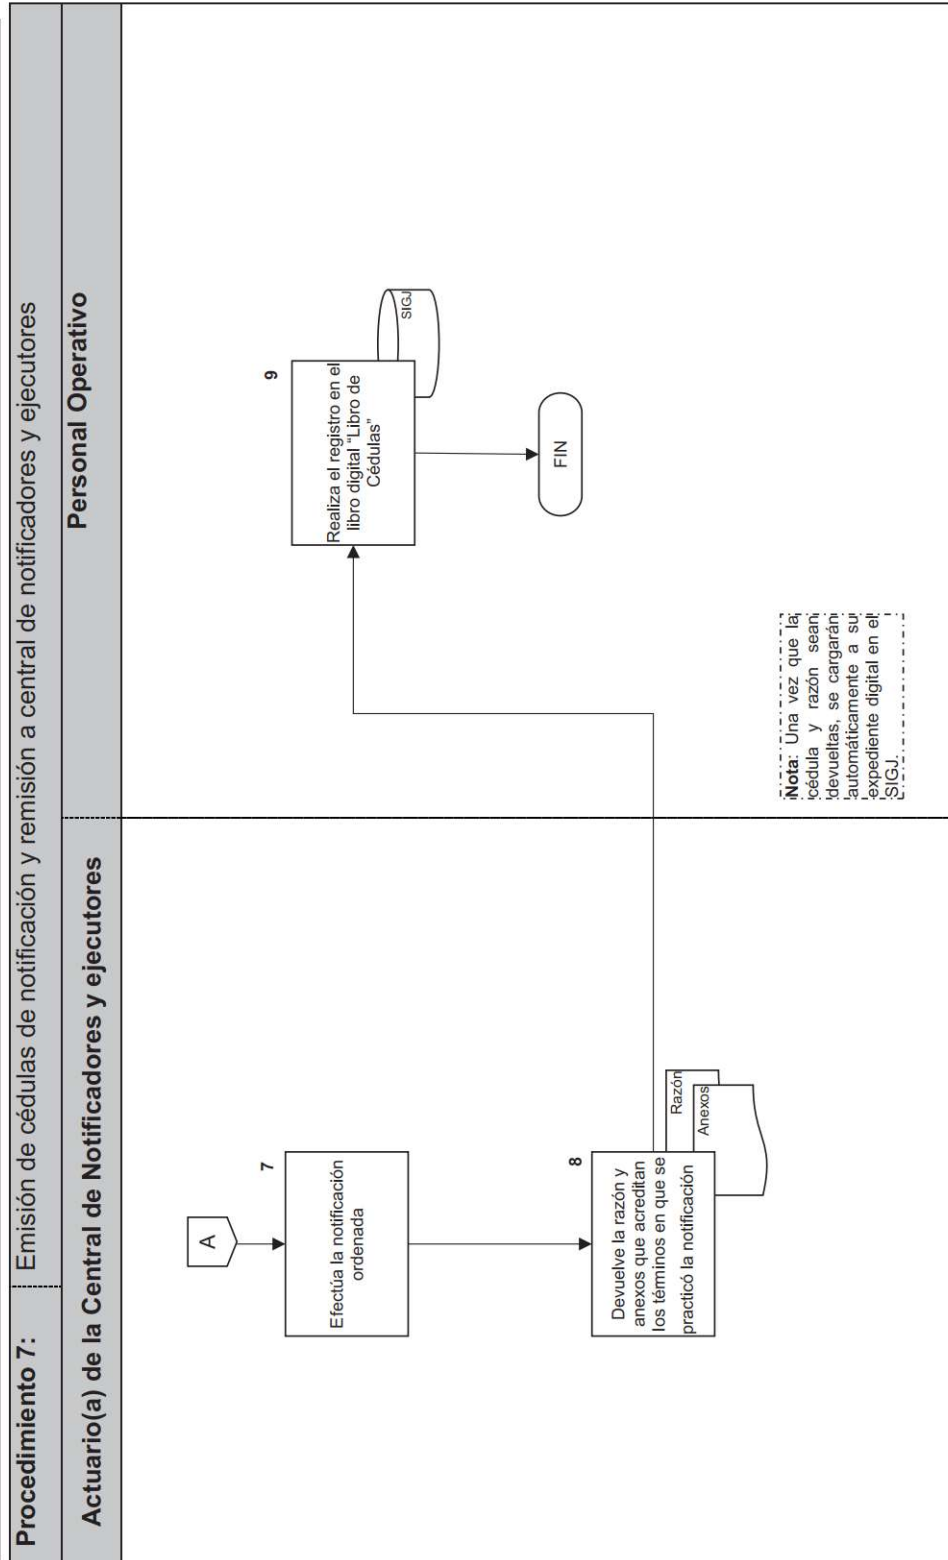 Procedimiento 7: Emisión de cédulas de notificación y remisión a central de notificadores y ejecutores
Actuario(a) de la Central de Notificadores y ejecutores
Personal Operativo
A
7
Efectúa la notificación
ordenada
8
Devuelve la razón y
anexos que acreditan
los términos en que se
practicó la notificación
Razón
Anexos
9
Realiza el registro en el
libro digital “Libro de
Cédulas”
SIGJ
FIN
Nota: Una vez que la
cédula y razón sean
devueltas, se cargarán
automáticamente a su
expediente digital en el
SIGJ.